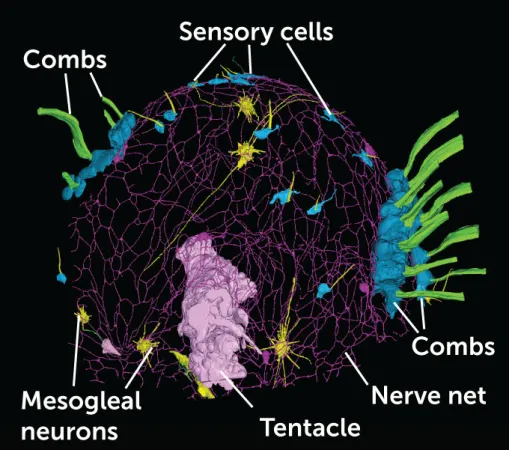 Sensory cells
Combs
Combs
Nerve net
Mesogleal
neurons
Tentacle